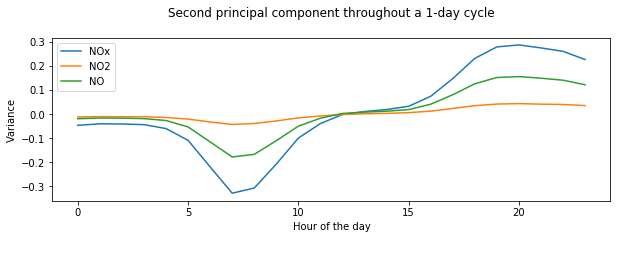 Second principal component throughout a 1-day cycle
NOx
NO2
NO
Variance
0.3
0.2
0.1
0.0
−0.1
−0.2
−0.3
0 5 10 15 20
Hour of the day